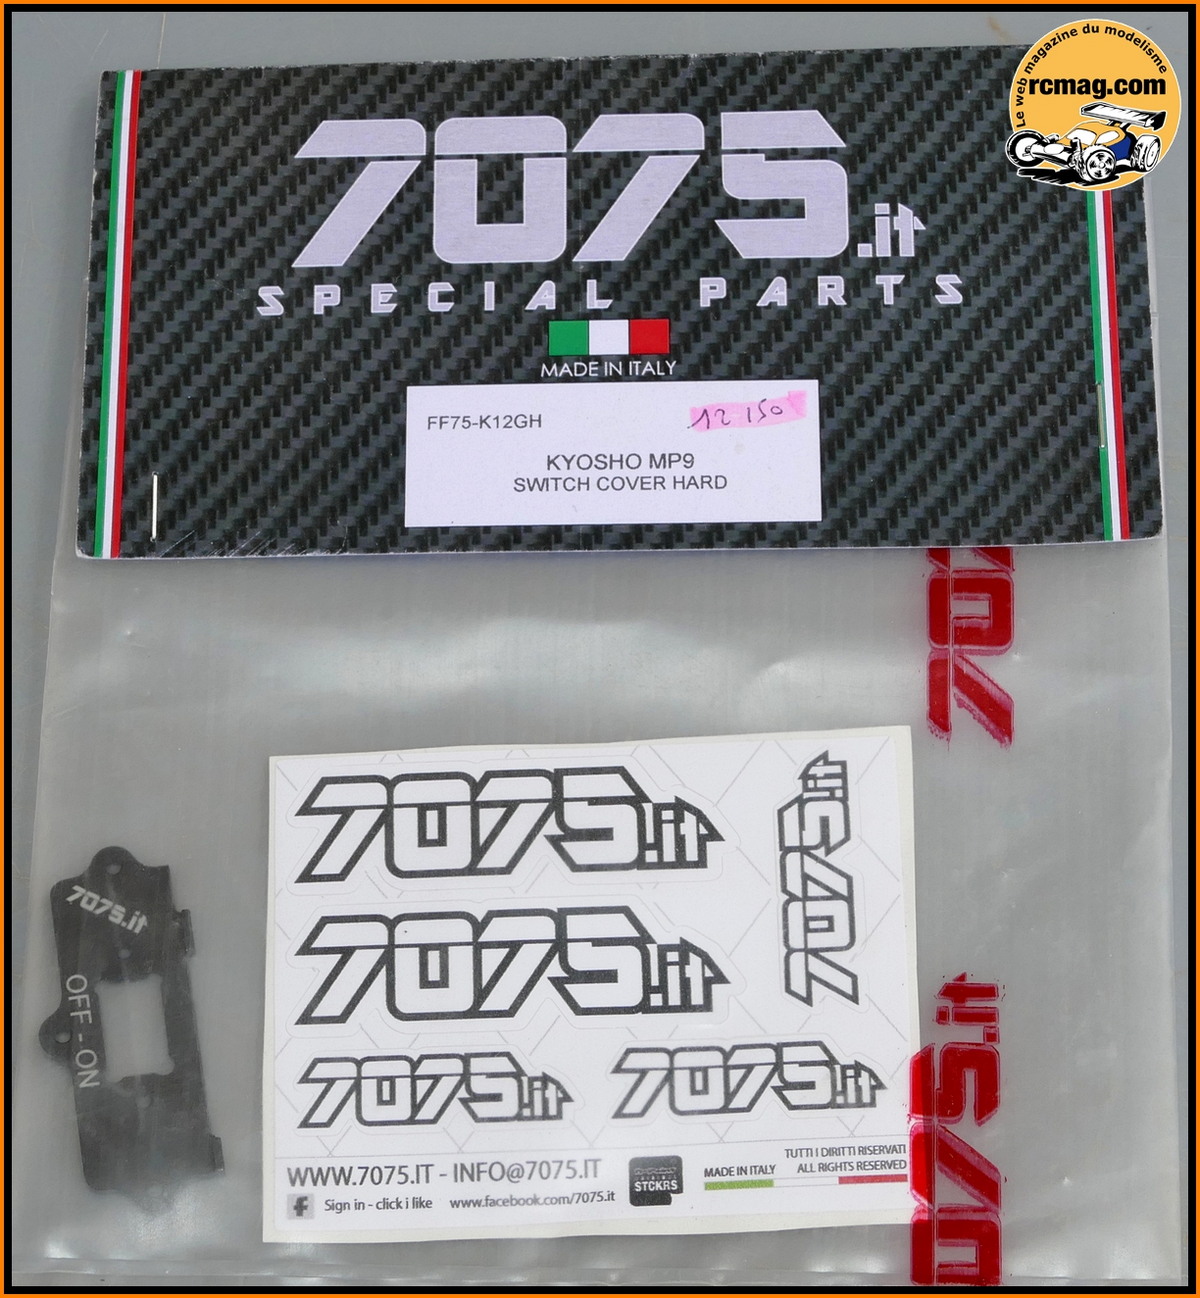 Le web magazine du modelisme
rcmag.com
7075.it
SPECIAL PARTS
MADE IN ITALY
FF75-K12GH
12 150
KYOSHO MP9
SWITCH COVER HARD
707
7075.it
OFF - ON
7075.it
7075.it
7075.it
7075.it
7075.it
7075.it
WWW.7075.IT - INFO@7075.IT
Sign in - click i like www.facebook.com/7075.it
STCKRS
MADE IN ITALY
TUTTI I DIRITTI RISERVATI
ALL RIGHTS RESERVED